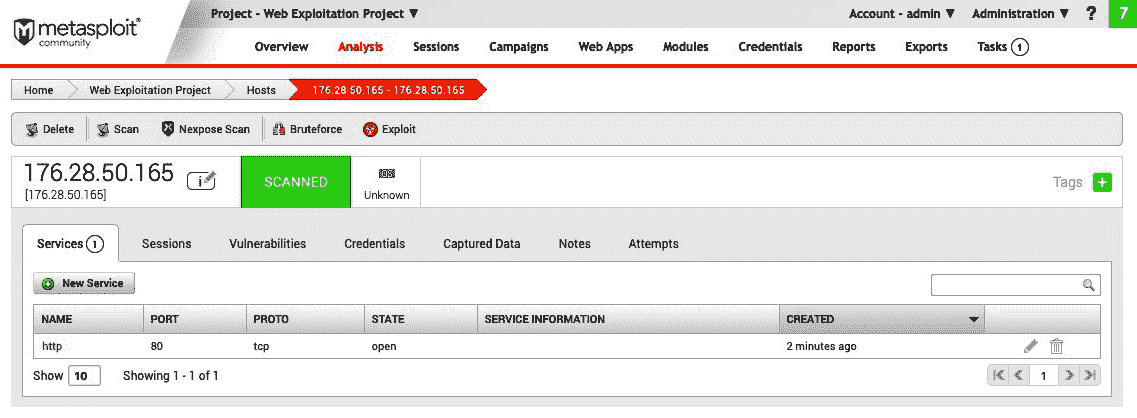 Project - Web Exploitation Project ▼ Account - admin ▼ Administration ▼ ? 7
metasploit®
community
Overview Analysis Sessions Campaigns Web Apps Modules Credentials Reports Exports Tasks 1
Home Web Exploitation Project Hosts 176.28.50.165 - 176.28.50.165
Delete Scan Nexpose Scan Bruteforce Exploit
176.28.50.165
[176.28.50.165]
SCANNED
Unknown
Tags +
Services 1 Sessions Vulnerabilities Credentials Captured Data Notes Attempts
New Service
NAME PORT PROTO STATE SERVICE INFORMATION CREATED
http 80 tcp open 2 minutes ago
Show 10 Showing 1 - 1 of 1 1